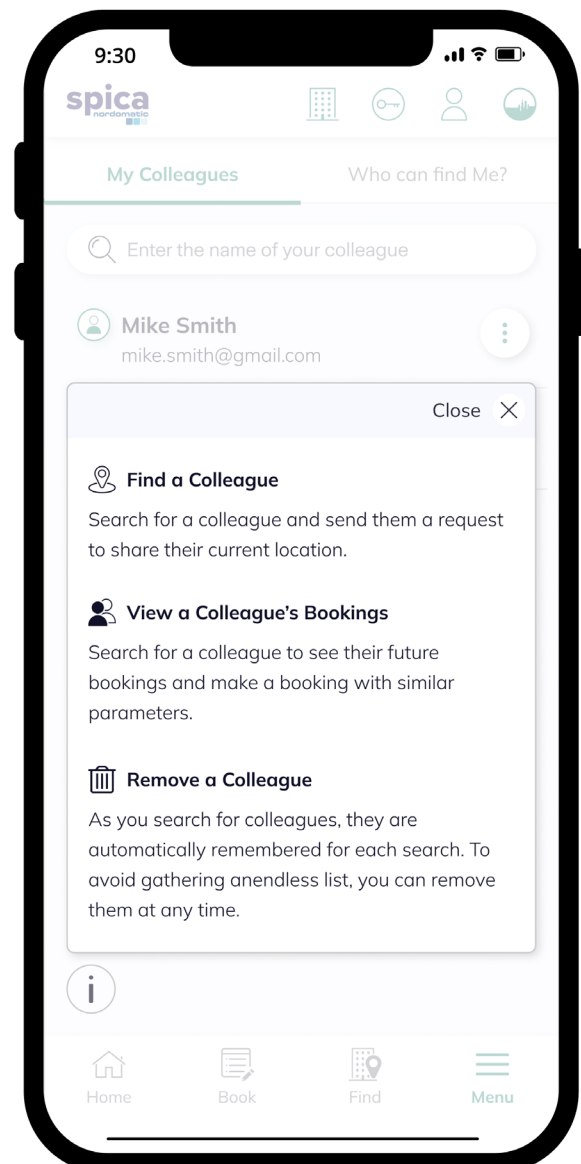 9:30
spica
nordomatic
My Colleagues
Who can find Me?
Enter the name of your colleague
Mike Smith
mike.smith@gmail.com
Close
Find a Colleague
Search for a colleague and send them a request
to share their current location.
View a Colleague’s Bookings
Search for a colleague to see their future
bookings and make a booking with similar
parameters.
Remove a Colleague
As you search for colleagues, they are
automatically remembered for each search. To
avoid gathering anendless list, you can remove
them at any time.
i
Home
Book
Find
Menu